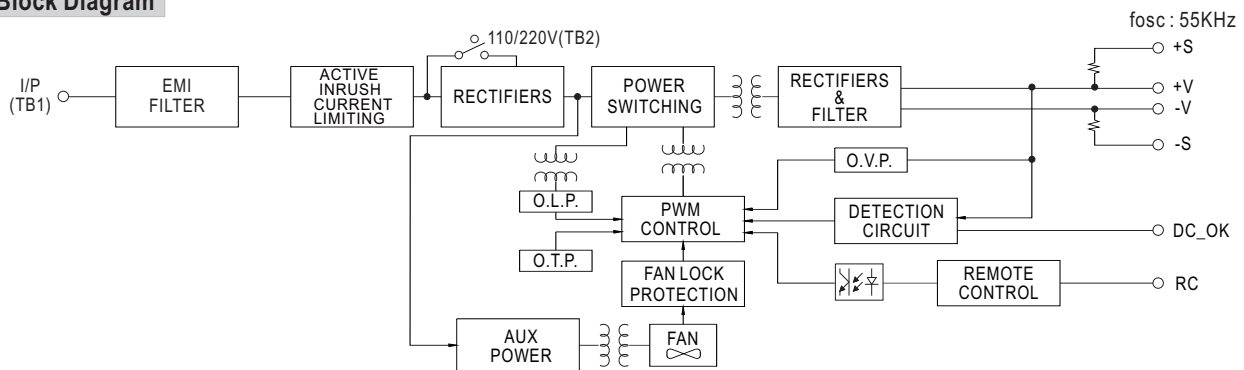 Block Diagram
fosc : 55KHz
110/220V(TB2)
+S
I/P
(TB1)
EMI
FILTER
ACTIVE
INRUSH
CURRENT
LIMITING
RECTIFIERS
POWER
SWITCHING
RECTIFIERS
&
FILTER
+V
-V
-S
O.V.P.
O.L.P.
PWM
CONTROL
DETECTION
CIRCUIT
DC_OK
O.T.P.
FAN LOCK
PROTECTION
REMOTE
CONTROL
RC
AUX
POWER
FAN